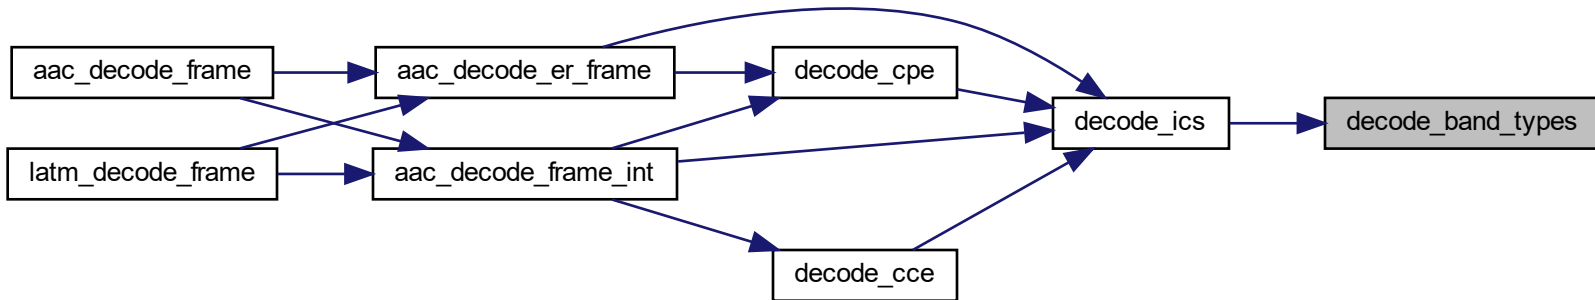 aac_decode_frame
aac_decode_er_frame
decode_cpe
decode_ics
decode_band_types
latm_decode_frame
aac_decode_frame_int
decode_cce